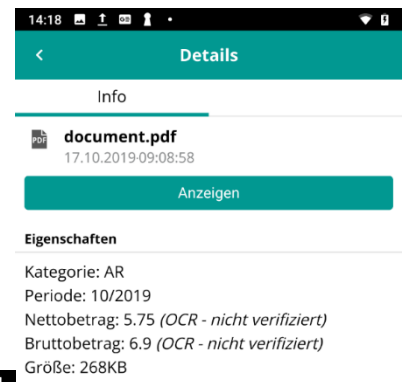 14:18
Details
Info
PDF
document.pdf
17.10.2019-09:08:58
Anzeigen
Eigenschaften
Kategorie: AR
Periode: 10/2019
Nettobetrag: 5.75 (OCR - nicht verifiziert)
Bruttobetrag: 6.9 (OCR - nicht verifiziert)
Größe: 268KB